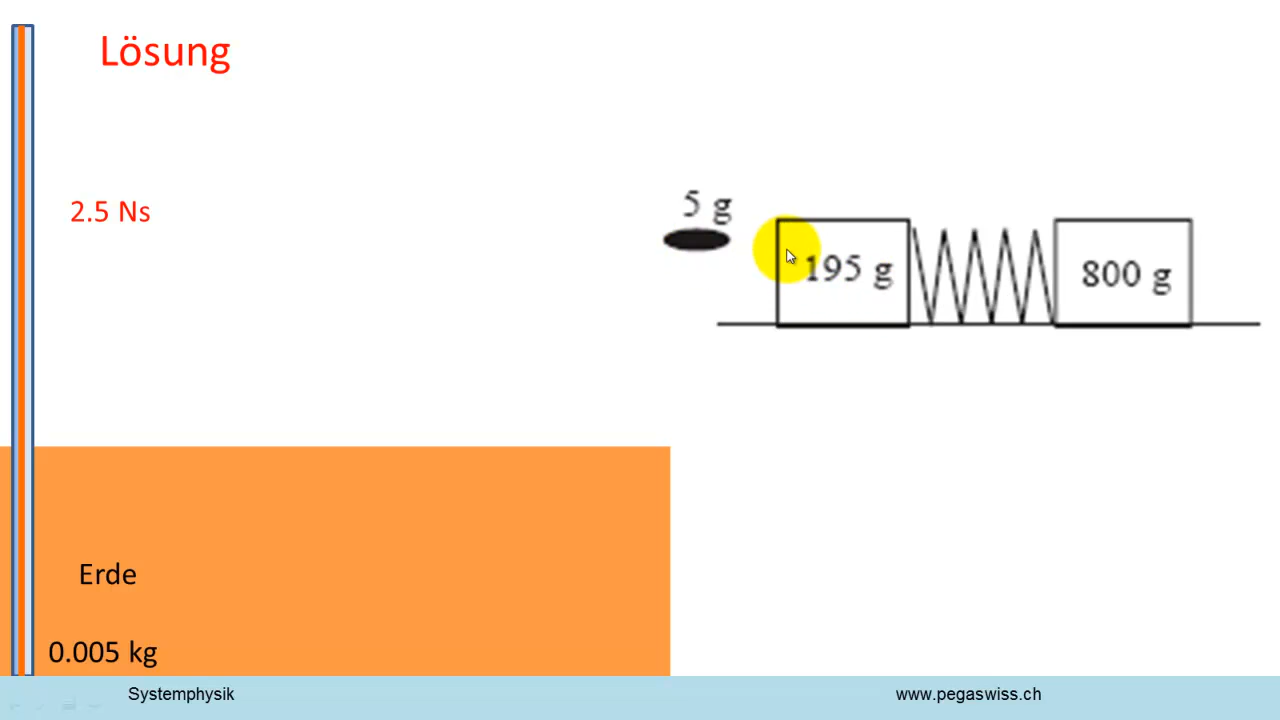 Lösung
2.5 Ns
5 g
195 g
800 g
Erde
0.005 kg
Systemphysik
www.pegaswiss.ch